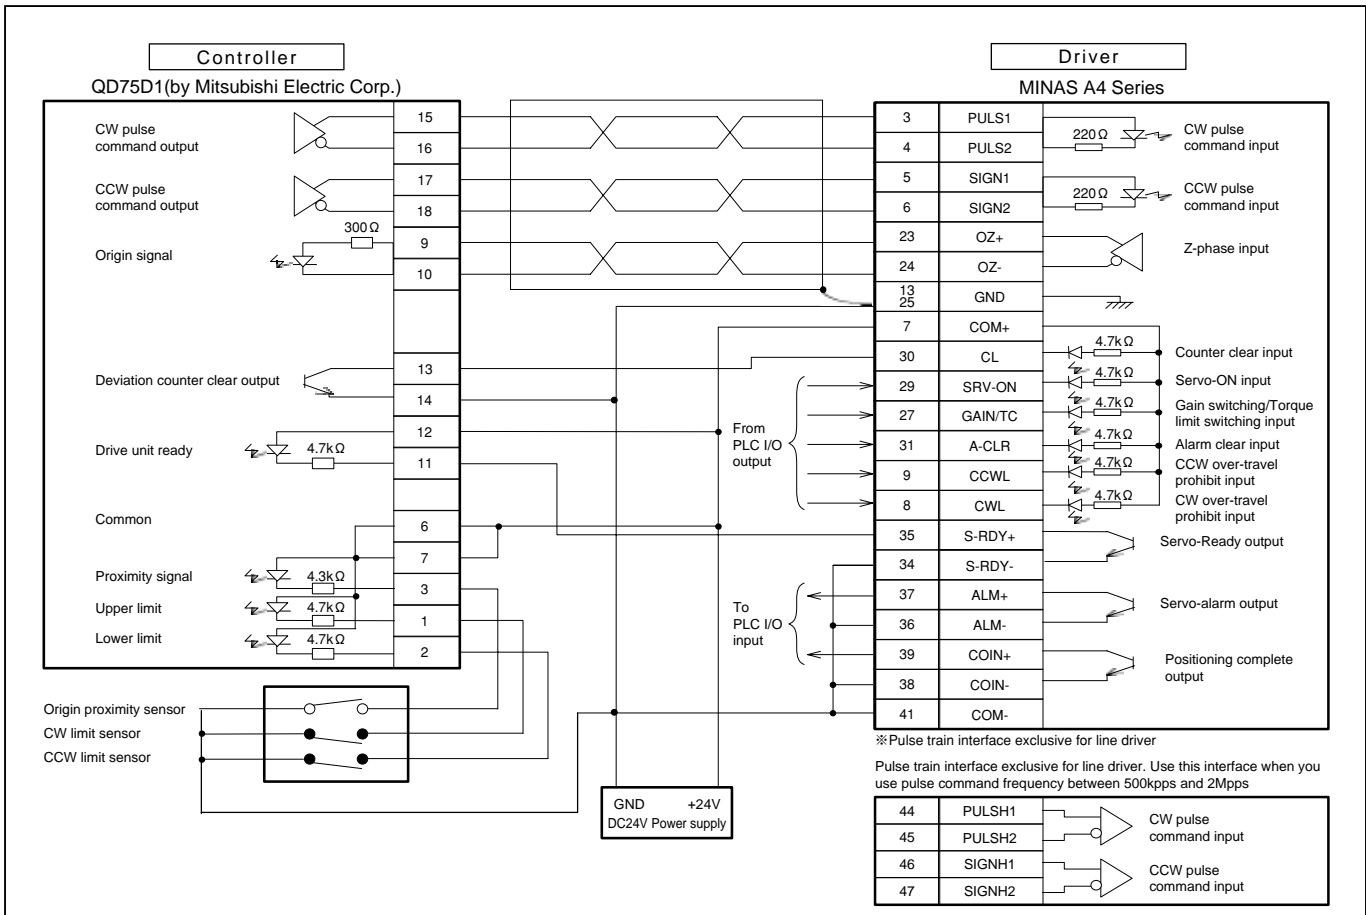 Controller
QD75D1(by Mitsubishi Electric Corp.)
CW pulse
command output
CCW pulse
command output
300Ω
Origin signal
Deviation counter clear output
Drive unit ready
4.7kΩ
Common
Proximity signal
4.3kΩ
Upper limit
4.7kΩ
Lower limit
4.7kΩ
15
16
17
18
9
10
13
14
12
11
6
7
3
1
2
Origin proximity sensor
CW limit sensor
CCW limit sensor
From
PLC I/O
output
To
PLC I/O
input
GND +24V
DC24V Power supply
Driver
MINAS A4 Series
3 PULS1
4 PULS2
5 SIGN1
6 SIGN2
23 OZ+
24 OZ-
13
25
GND
7 COM+
30 CL
29 SRV-ON
27 GAIN/TC
31 A-CLR
9 CCWL
8 CWL
35 S-RDY+
34 S-RDY-
37 ALM+
36 ALM-
39 COIN+
38 COIN-
41 COM-
220Ω
CW pulse
command input
220Ω
CCW pulse
command input
Z-phase input
4.7kΩ
Counter clear input
4.7kΩ
Servo-ON input
4.7kΩ
Gain switching/Torque
limit switching input
4.7kΩ
Alarm clear input
4.7kΩ
CCW over-travel
prohibit input
4.7kΩ
CW over-travel
prohibit input
Servo-Ready output
Servo-alarm output
Positioning complete
output
※Pulse train interface exclusive for line driver
Pulse train interface exclusive for line driver. Use this interface when you
use pulse command frequency between 500kpps and 2Mpps
44 PULSH1
45 PULSH2
46 SIGNH1
47 SIGNH2
CW pulse
command input
CCW pulse
command input